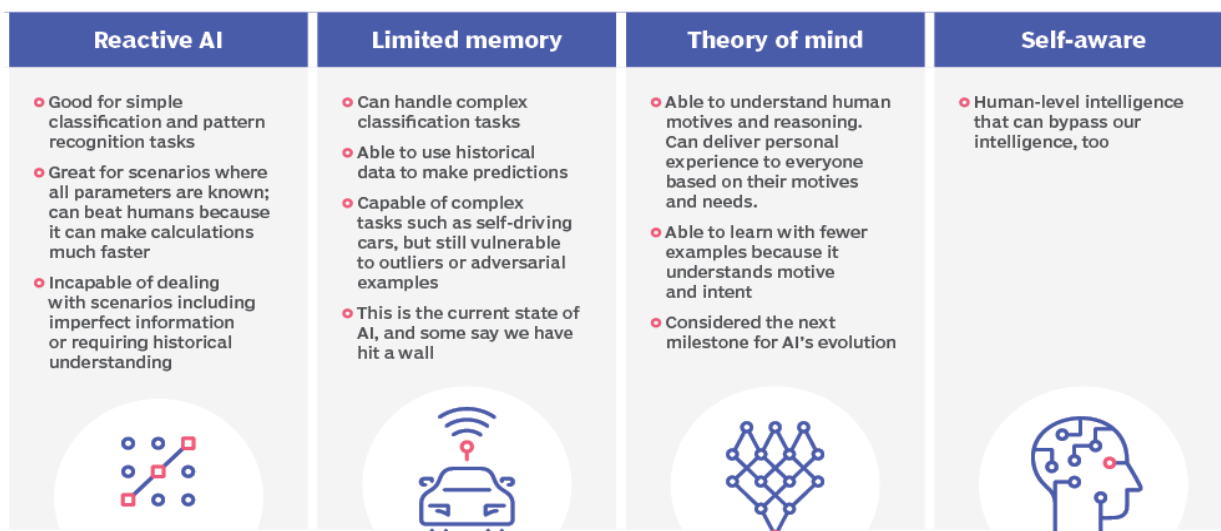 Reactive AI
Good for simple
classification and pattern
recognition tasks
Great for scenarios where
all parameters are known;
can beat humans because
it can make calculations
much faster
Incapable of dealing
with scenarios including
imperfect information
or requiring historical
understanding
Limited memory
Can handle complex
classification tasks
Able to use historical
data to make predictions
Capable of complex
tasks such as self-driving
cars, but still vulnerable
to outliers or adversarial
examples
This is the current state of
AI, and some say we have
hit a wall
Theory of mind
Able to understand human
motives and reasoning.
Can deliver personal
experience to everyone
based on their motives
and needs.
Able to learn with fewer
examples because it
understands motive
and intent
Considered the next
milestone for AI's evolution
Self-aware
Human-level intelligence
that can bypass our
intelligence, too